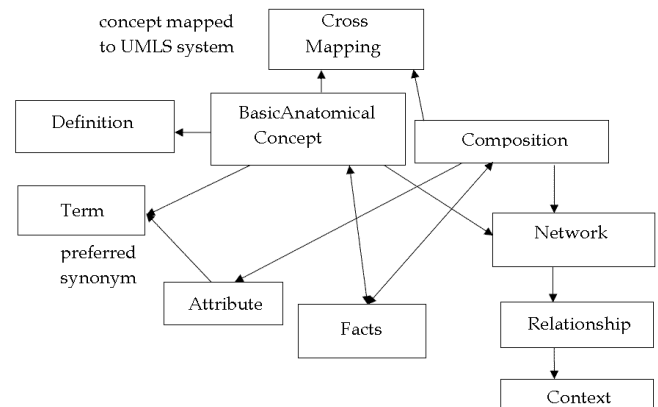 concept mapped
to UMLS system
Cross
Mapping
Definition
BasicAnatomical
Concept
Composition
Term
preferred
synonym
Network
Attribute
Facts
Relationship
Context